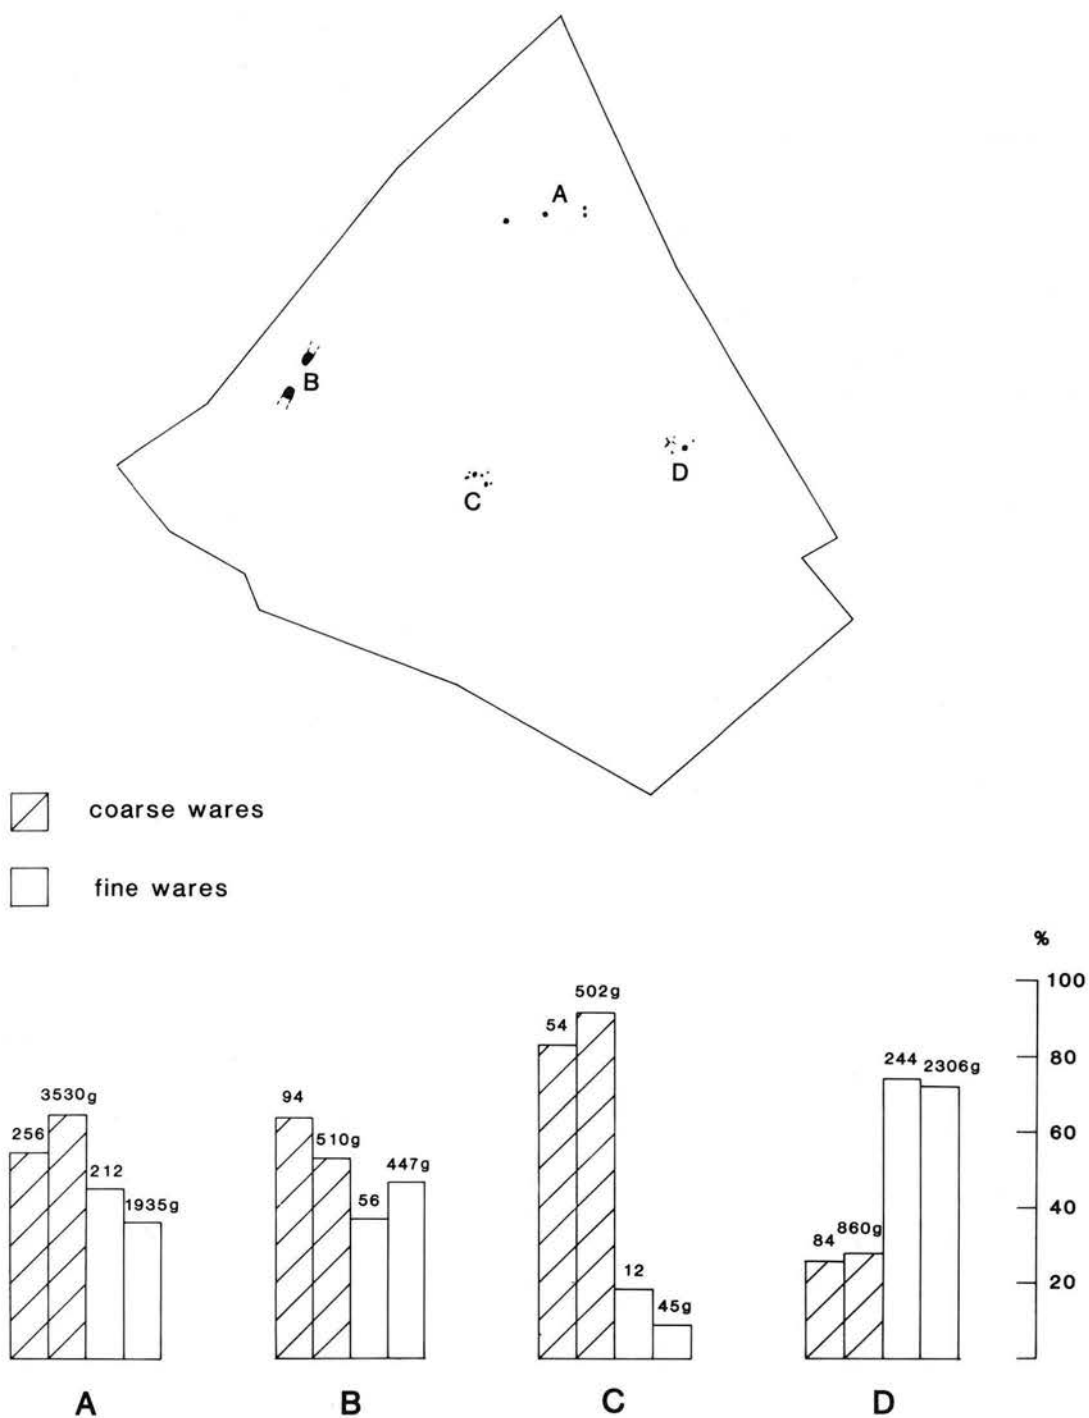 A
B
C
D
coarse wares
fine wares
%
100
80
60
40
20
256 3530g 212 1935g
94 510g 56 447g
54 502g 12 45g
84 860g 244 2306g
A B C D